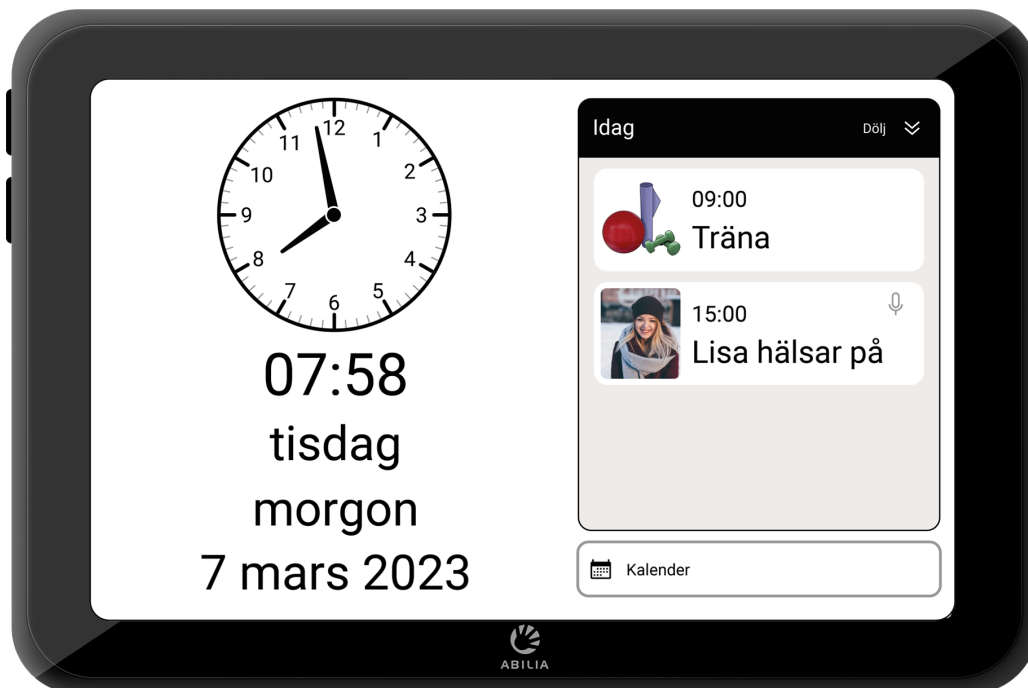 12
1
2
3
4
5
6
7
8
9
10
11
07:58
tisdag
morgon
7 mars 2023
Idag
Dölj
09:00
Träna
15:00
Lisa hälsar på
Kalender
ABILIA